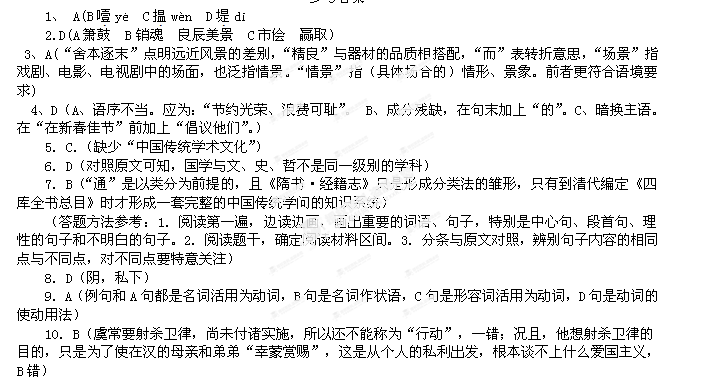 1、 A(B噎 yè  C揾 wèn  D堤 dī
2.D(A箫鼓  B销魂  良辰美景  C市侩  赢取)
3、A(“舍本逐末”点明远近风景的差别，“精良”与器材的品质相搭配，“而”表转折意思，“场景”指
戏剧、电影、电视剧中的场面，也泛指情景。“情景”指（具体场合的）情形、景象。前者更符合语境要
求)
4、D（A、语序不当。应为：“节约光荣、浪费可耻”。 B、成分残缺，在句末加上“的”。C、暗换主语。
在“在新春佳节”前加上“倡议他们”。）
5．C.（缺少“中国传统学术文化”）
6．D（对照原文可知，国学与文、史、哲不是同一级别的学科）
7．B（“通”是以类分为前提的，且《隋书·经籍志》只是形成分类法的雏形，只有到清代编定《四
库全书总目》时才形成一套完整的中国传统学问的知识系统）
（答题方法参考：1．阅读第一遍，边读边画，画出重要的词语、句子，特别是中心句、段首句、理
性的句子和不明白的句子。2．阅读题干，确定阅读材料区间。3．分条与原文对照，辨别句子内容的相同
点与不同点，对不同点要特意关注）
8．D（阴，私下）
9．A（例句和 A 句都是名词活用为动词，B 句是名词作状语，C 句是形容词活用为动词，D 句是动词的
使动用法）
10．B（虞常要射杀卫律，尚未付诸实施，所以还不能称为“行动”，一错；况且，他想射杀卫律的
目的，只是为了使在汉的母亲和弟弟“幸蒙赏赐”，这是从个人的私利出发，根本谈不上什么爱国主义，
B 错）